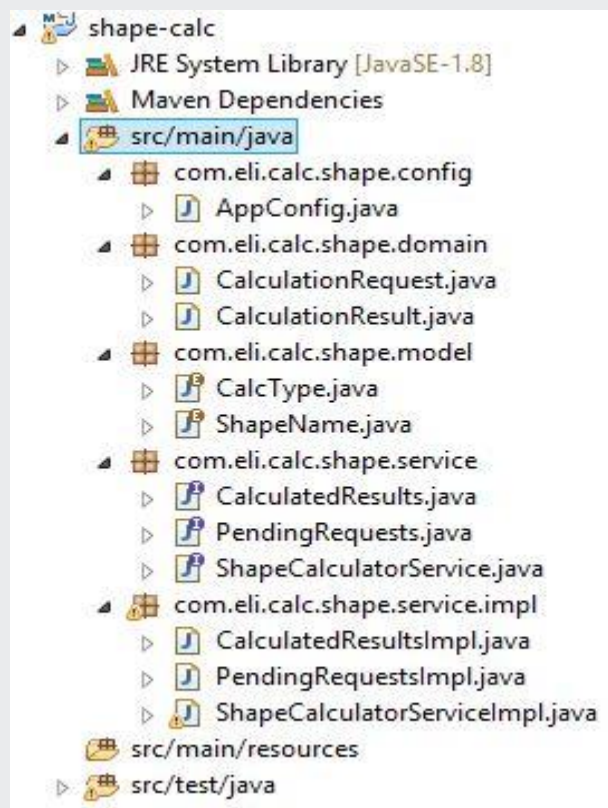 shape-calc
JRE System Library [JavaSE-1.8]
Maven Dependencies
src/main/java
com.eli.calc.shape.config
AppConfig.java
com.eli.calc.shape.domain
CalculationRequest.java
CalculationResult.java
com.eli.calc.shape.model
CalcType.java
ShapeName.java
com.eli.calc.shape.service
CalculatedResults.java
PendingRequests.java
ShapeCalculatorService.java
com.eli.calc.shape.service.impl
CalculatedResultsImpl.java
PendingRequestsImpl.java
ShapeCalculatorServiceImpl.java
src/main/resources
src/test/java